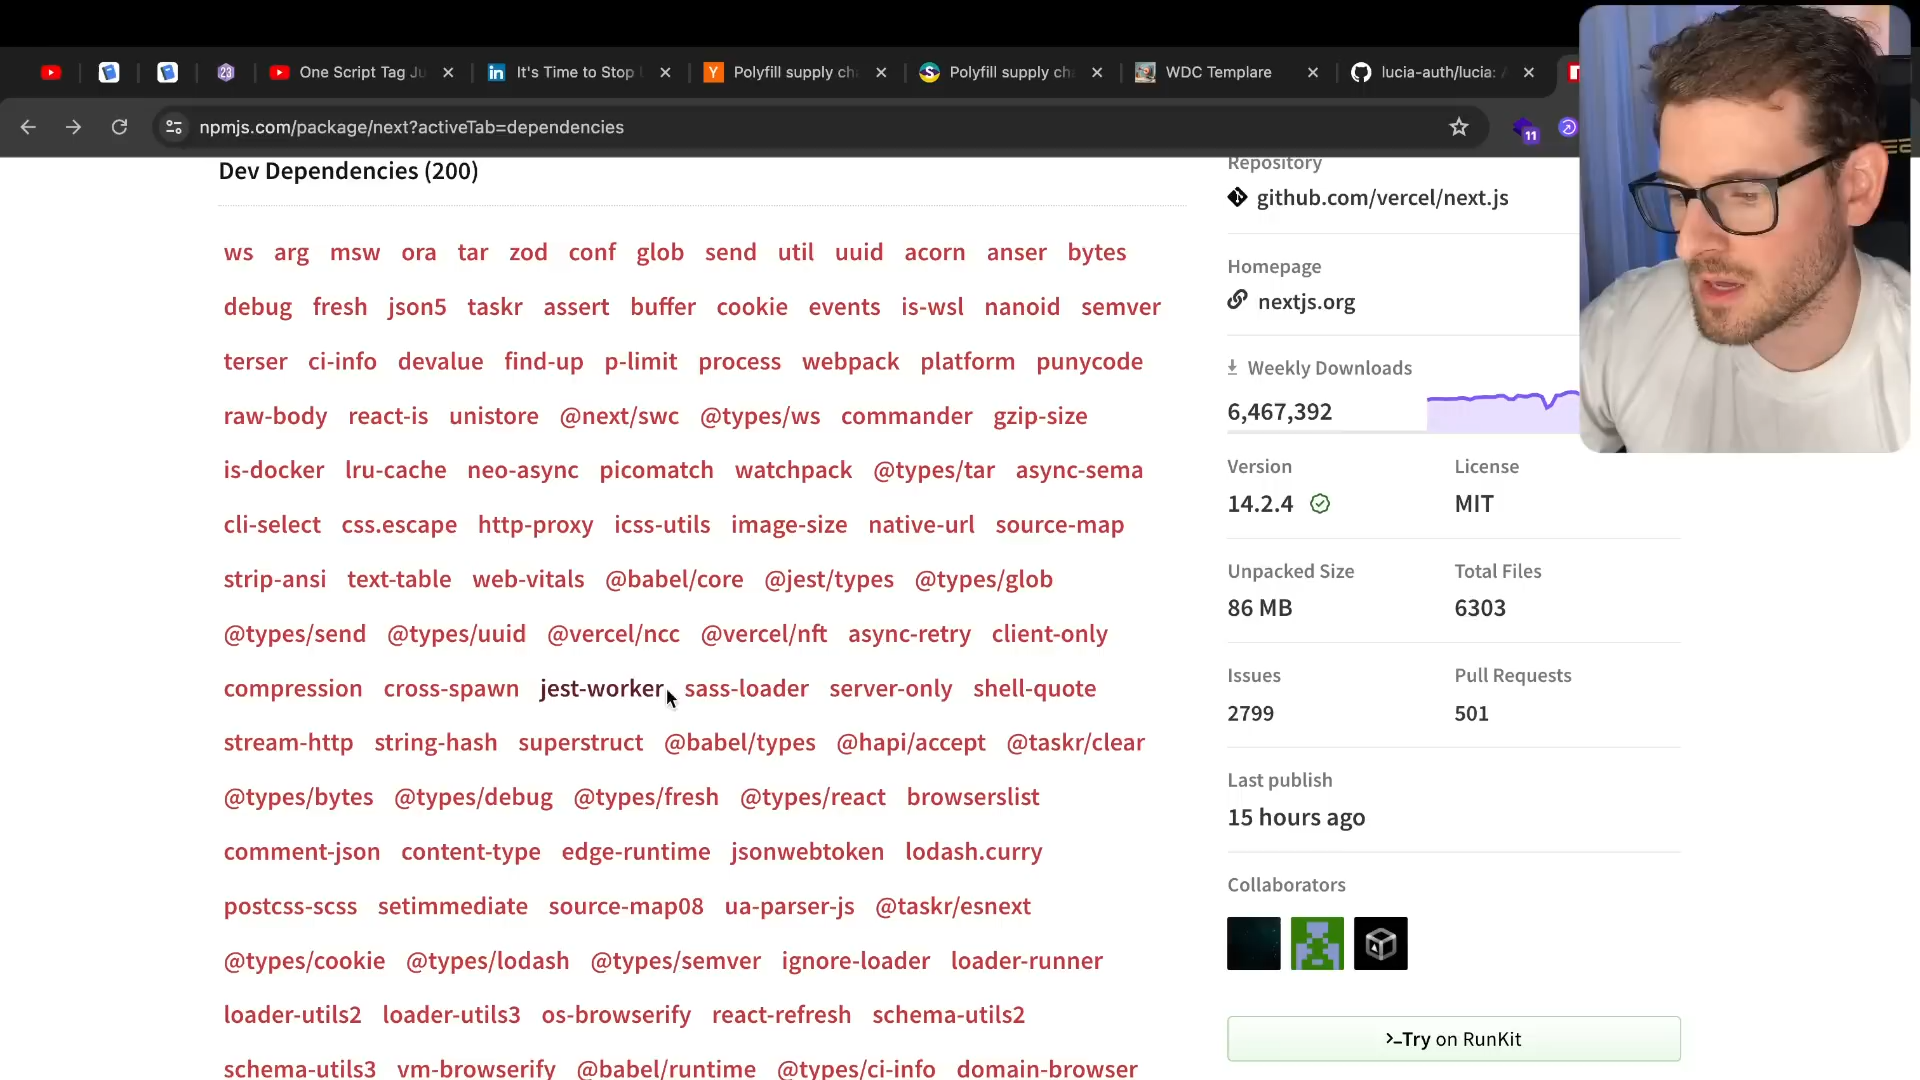 One Script Tag Ju
It's Time to Stop
Polyfill supply ch
Polyfill supply ch
WDC Templare
lucia-auth/lucia:
23
npmjs.com/package/next?activeTab=dependencies
11
Dev Dependencies (200)
ws arg msw ora tar zod conf glob send util uuid acorn anser bytes
debug fresh json5 taskr assert buffer cookie events is-wsl nanoid semver
terser ci-info devalue find-up p-limit process webpack platform punycode
raw-body react-is unistore @next/swc @types/ws commander gzip-size
is-docker lru-cache neo-async picomatch watchpack @types/tar async-sema
cli-select css.escape http-proxy icss-utils image-size native-url source-map
strip-ansi text-table web-vitals @babel/core @jest/types @types/glob
@types/send @types/uuid @vercel/ncc @vercel/nft async-retry client-only
compression cross-spawn jest-worker sass-loader server-only shell-quote
stream-http string-hash superstruct @babel/types @hapi/accept @taskr/clear
@types/bytes @types/debug @types/fresh @types/react browserslist
comment-json content-type edge-runtime jsonwebtoken lodash.curry
postcss-scss setimmediate source-map08 ua-parser-js @taskr/esnext
@types/cookie @types/lodash @types/semver ignore-loader loader-runner
loader-utils2 loader-utils3 os-browserify react-refresh schema-utils2
schema-utils3 vm-browserify @babel/runtime @types/ci-info domain-browser
Repository
github.com/vercel/next.js
Homepage
nextjs.org
Weekly Downloads
6,467,392
Version
14.2.4
License
MIT
Unpacked Size
86 MB
Total Files
6303
Issues
2799
Pull Requests
501
Last publish
15 hours ago
Collaborators
Try on RunKit